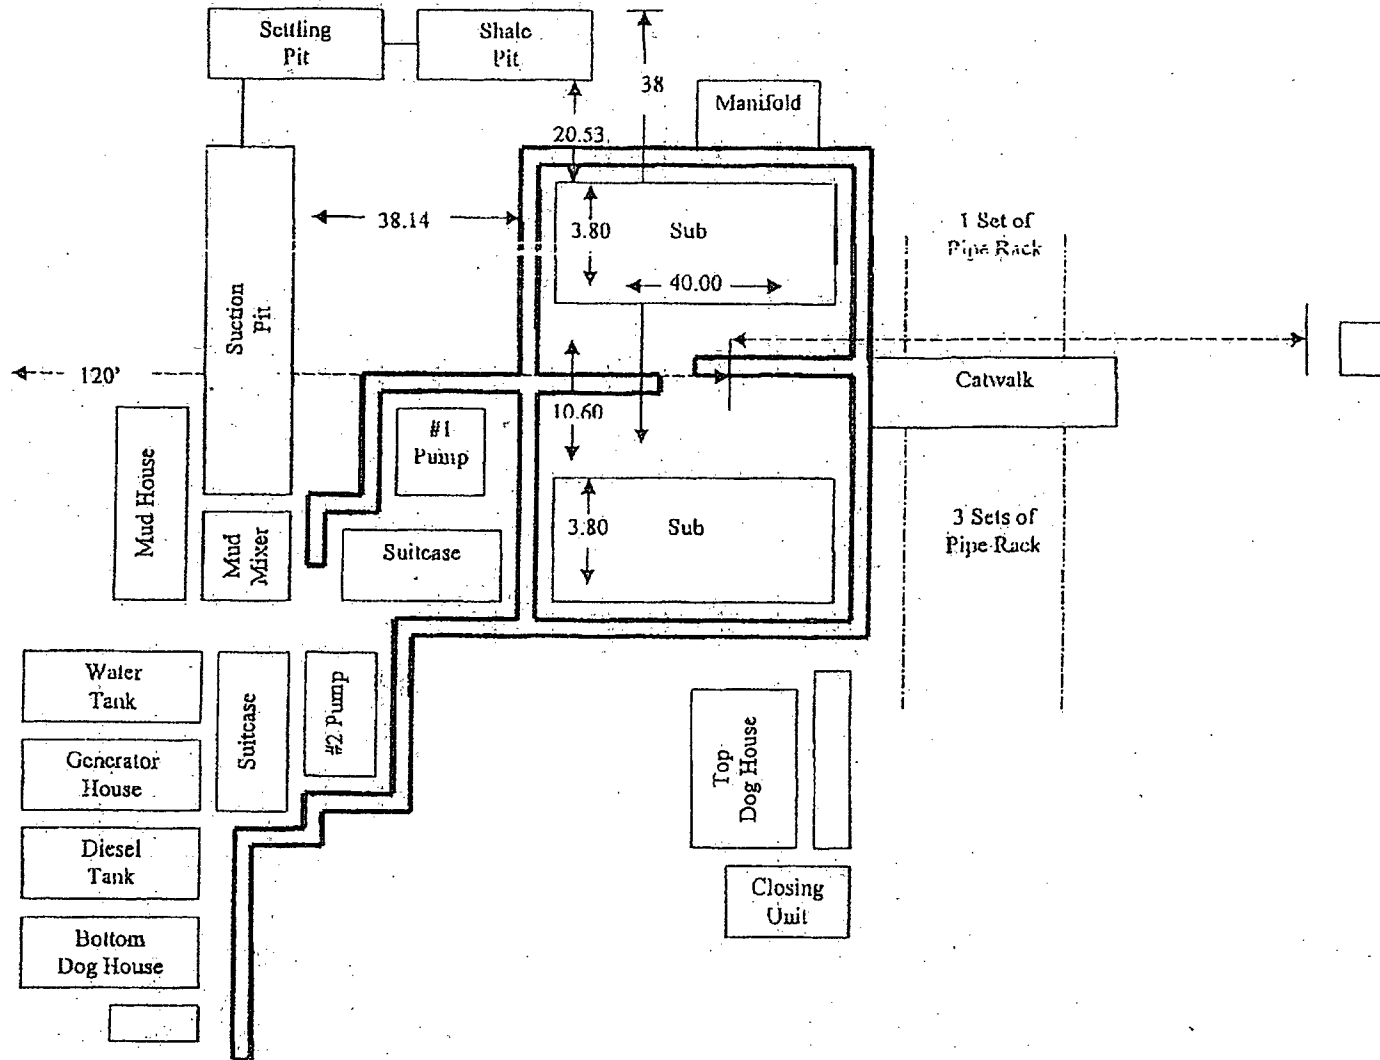 Settling
Pit
Shale
Pit
38
Manifold
20.53
38.14
3.80
Sub
40.00
1 Set of
Pipe Rack
Suction
Pit
120'
Catwalk
10.60
#1
Pump
Mud House
Mud
Mixer
Suitcase
3.80
Sub
3 Sets of
Pipe Rack
Water
Tank
Suitcase
#2 Pump
Generator
House
Top
Dog House
Diesel
Tank
Closing
Unit
Bottom
Dog House